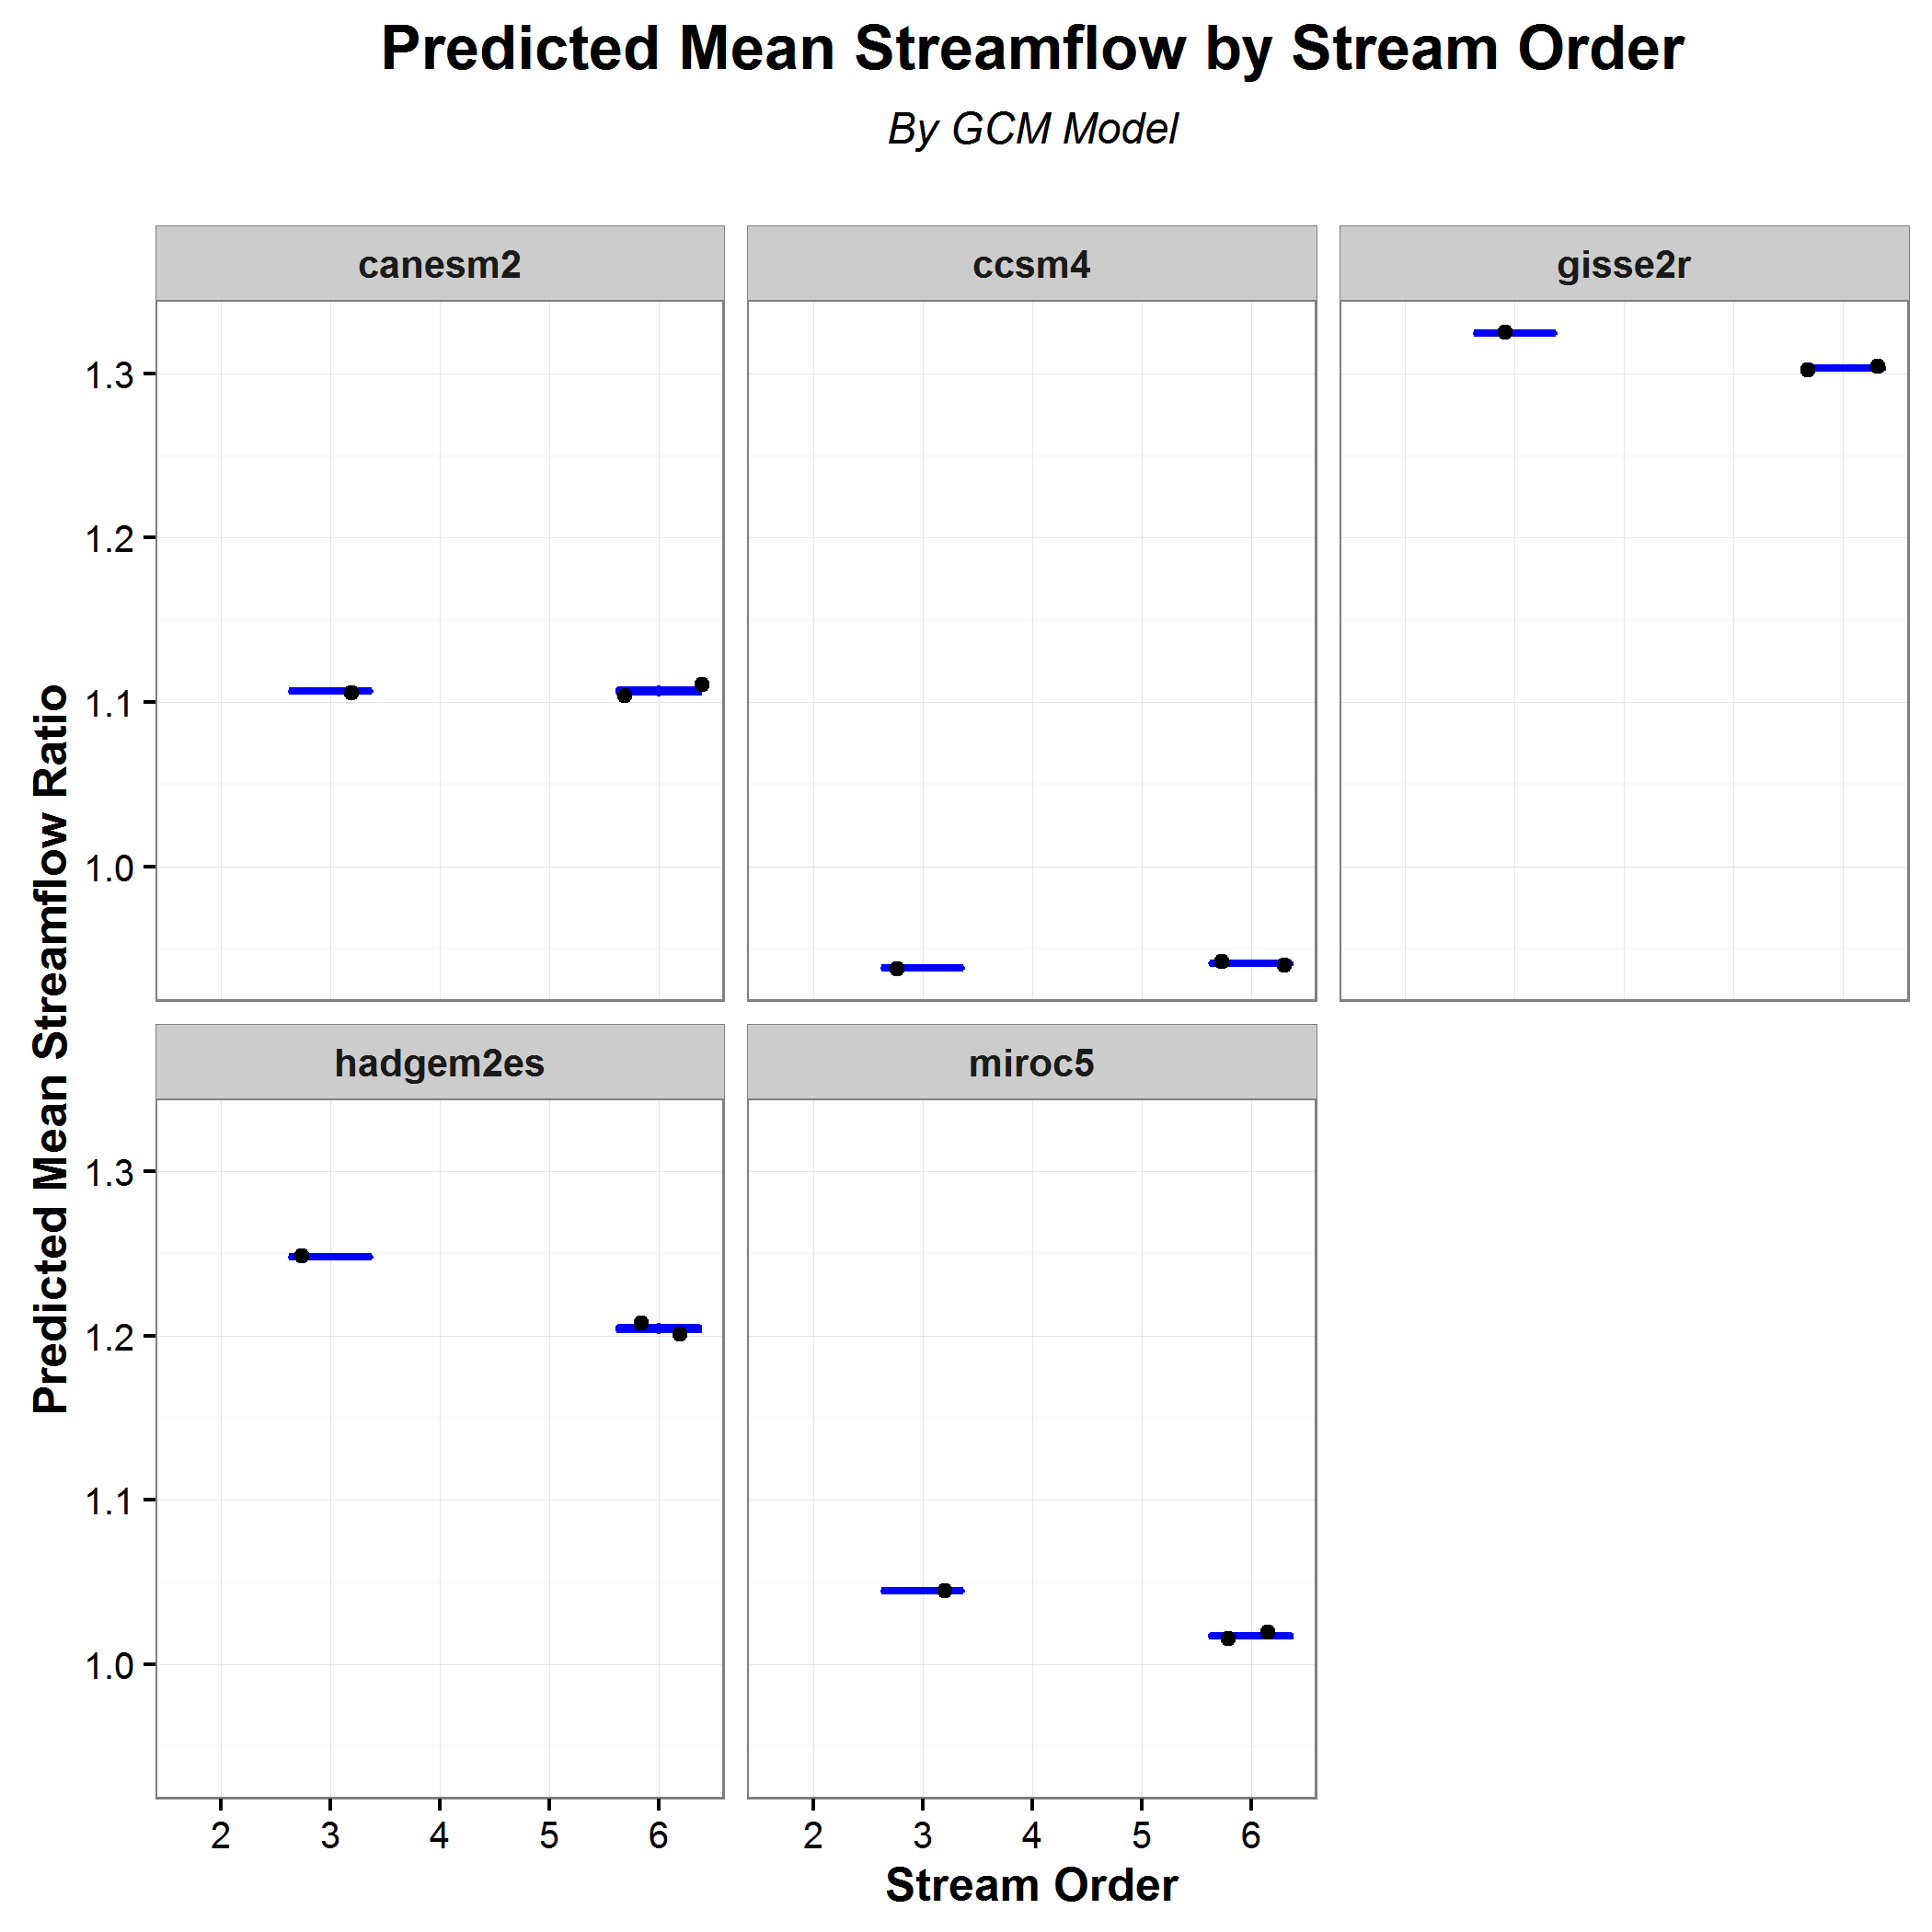 Predicted Mean Streamflow by Stream Order
By GCM Model
canesm2
ccsm4
gisse2r
1.3
1.2
1.1
1.0
Predicted Mean Streamflow Ratio
hadgem2es
miroc5
1.3
1.2
1.1
1.0
2 3 4 5 6
2 3 4 5 6
Stream Order